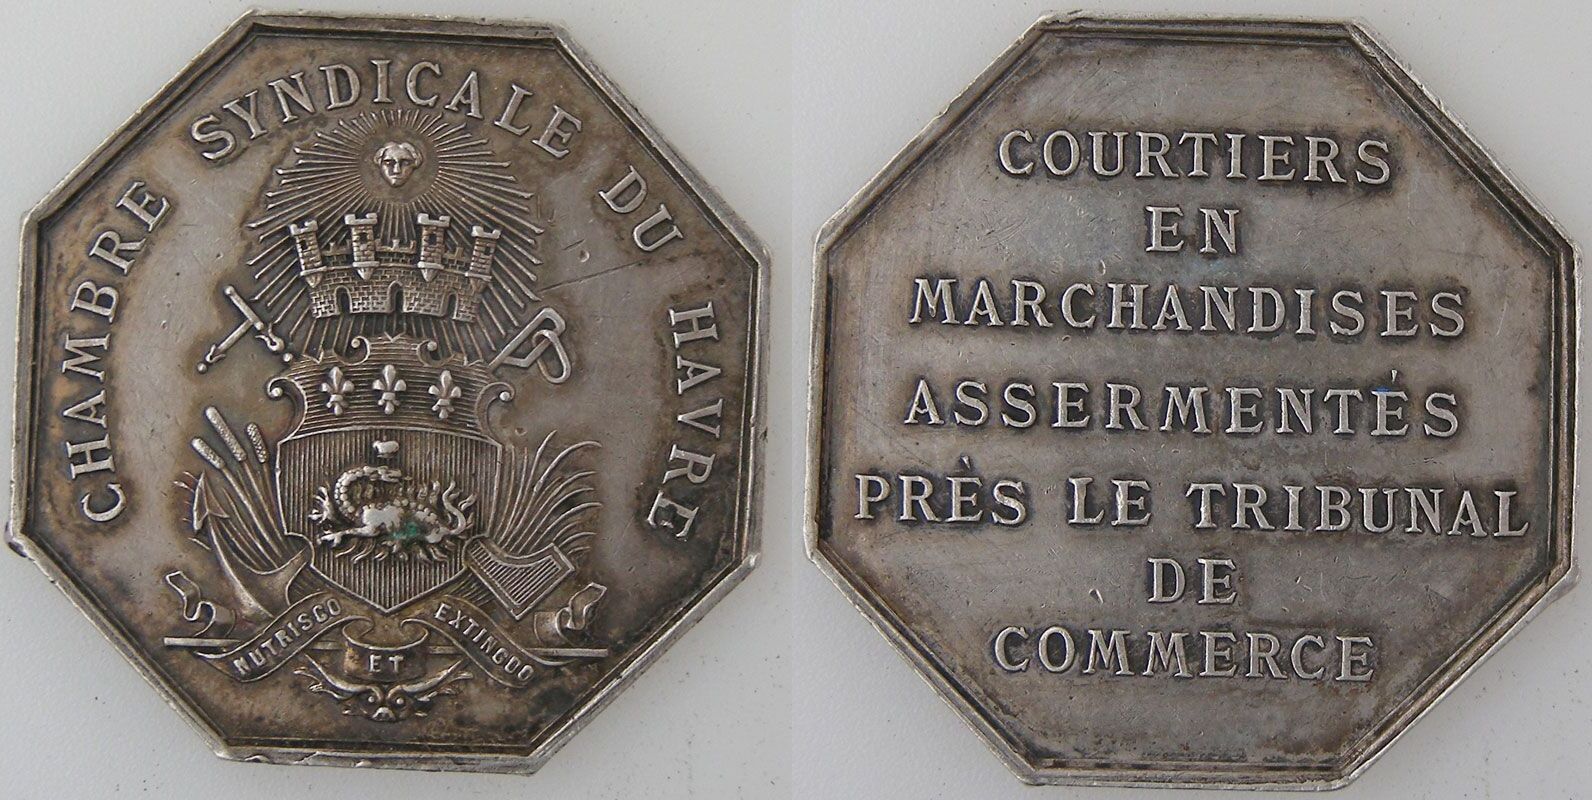 CHAMBRE SYNDICALE DU HAVRE
NUTRISCO ET EXTINGUO
COURTIERS
EN
MARCHANDISES
ASSERMENTÉS
PRÈS LE TRIBUNAL
DE
COMMERCE